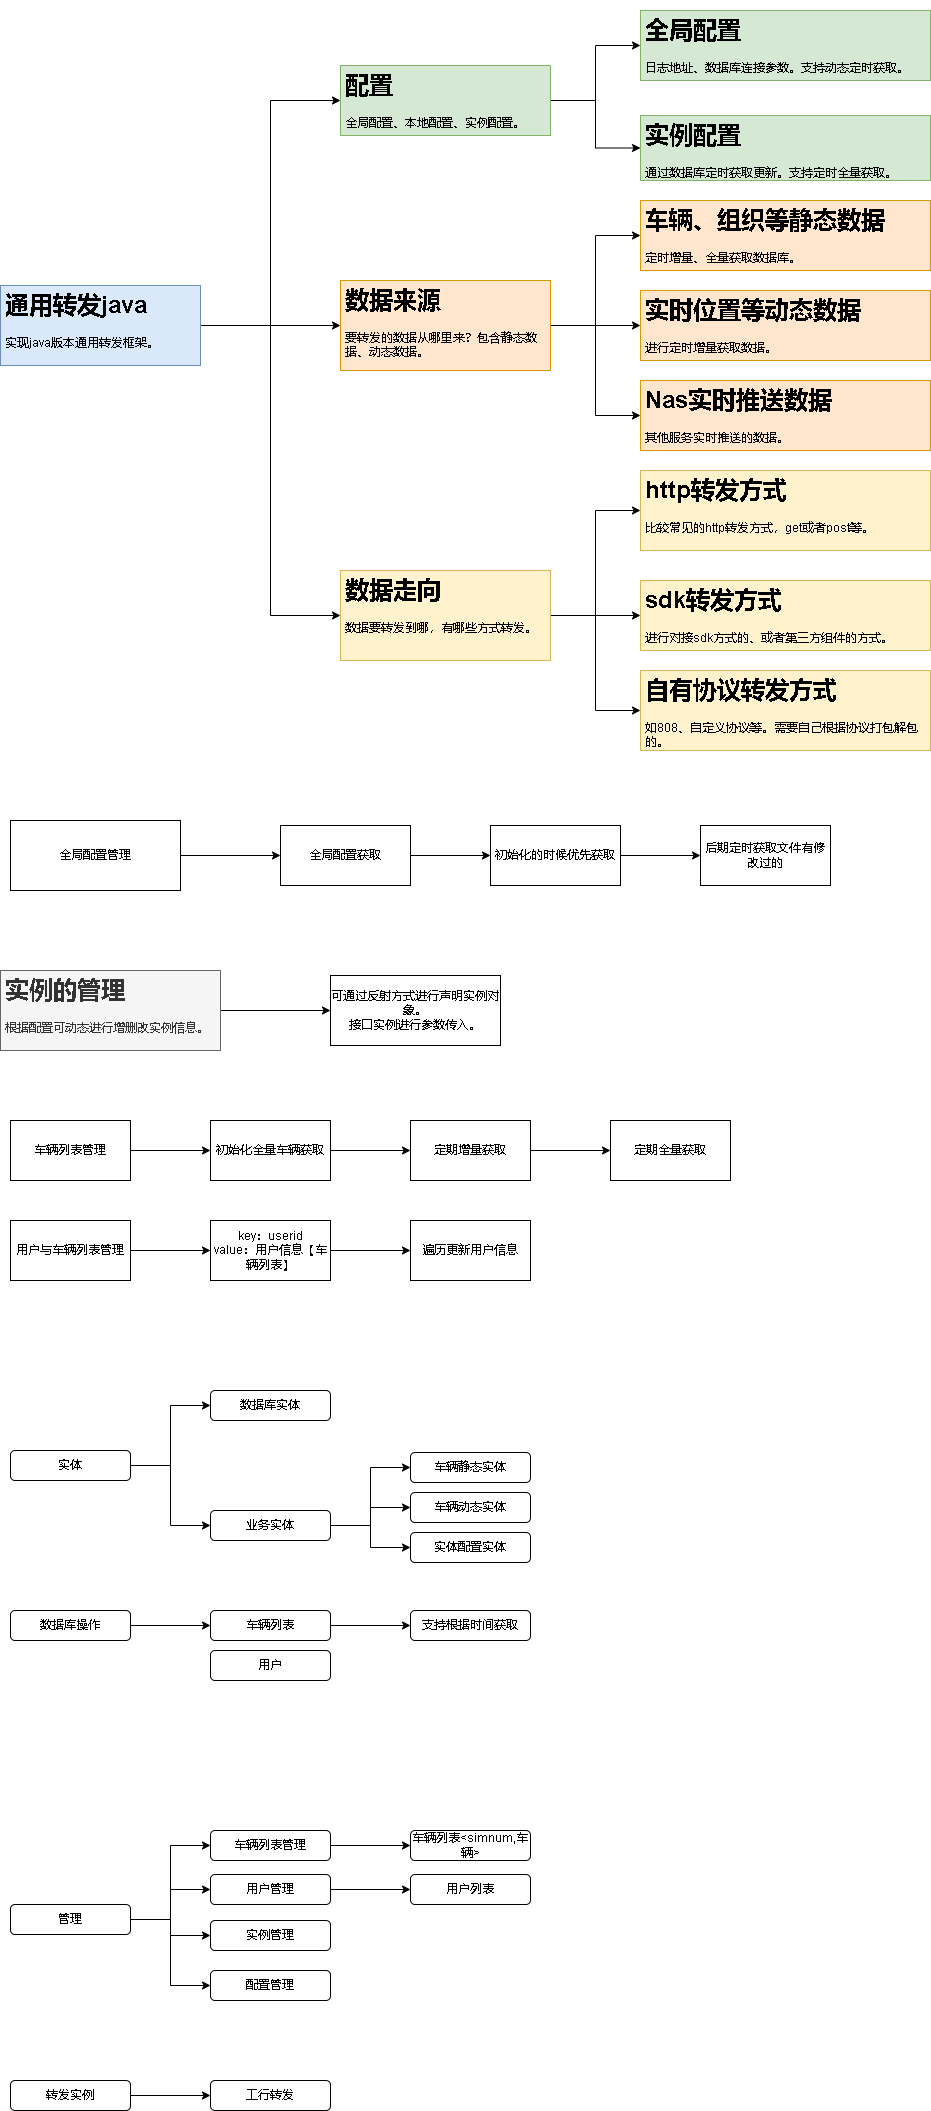 全局配置
日志地址、数据库连接参数。支持动态定时获取。
配置
全局配置、本地配置、实例配置。
实例配置
通过数据库定时获取更新。支持定时全量获取。
车辆、组织等静态数据
定时增量、全量获取数据库。
通用转发java
实现java版本通用转发框架。
数据来源
要转发的数据从哪里来？包含静态数
据、动态数据。
实时位置等动态数据
进行定时增量获取数据。
Nas实时推送数据
其他服务实时推送的数据。
http转发方式
比较常见的http转发方式，get或者post等。
数据走向
数据要转发到哪，有哪些方式转发。
sdk转发方式
进行对接sdk方式的、或者第三方组件的方式。
自有协议转发方式
如808、自定义协议等。需要自己根据协议打包解包
的。
全局配置管理
全局配置获取
初始化的时候优先获取
后期定时获取文件有修
改过的
实例的管理
根据配置可动态进行增删改实例信息。
可通过反射方式进行声明实例对
象。
接口实例进行参数传入。
车辆列表管理
初始化全量车辆获取
定期增量获取
定期全量获取
用户与车辆列表管理
key：userid
value：用户信息【车
辆列表】
遍历更新用户信息
数据库实体
实体
业务实体
车辆静态实体
车辆动态实体
实体配置实体
数据库操作
车辆列表
支持根据时间获取
用户
管理
车辆列表管理
车辆列表<simnum,车
辆>
用户管理
用户列表
实例管理
配置管理
转发实例
工行转发